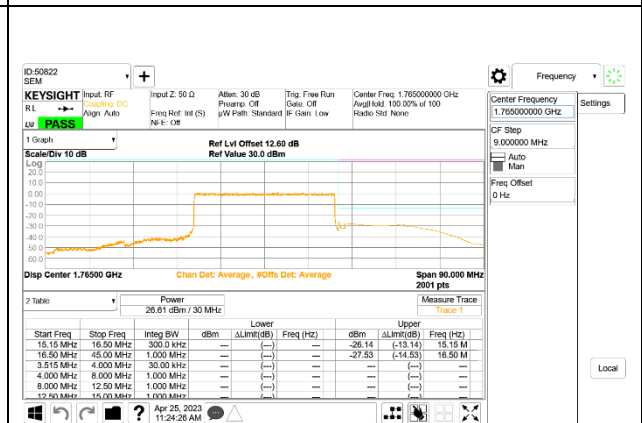 ID:50822
SEM
Frequency
KEYSIGHT Input: RF Input Z: 50 Ω Atten: 30 dB Trig: Free Run Center Freq: 1.765000000 GHz
RL Coupling: DC Preamp: Off Gate: Off Avg|Hold: 100.00% of 100
Align: Auto Freq Ref: Int (S) µW Path: Standard IF Gain: Low Radio Std: None
PASS NFE: Off
Center Frequency
1.765000000 GHz
Settings
CF Step
9.000000 MHz
Auto
Man
Freq Offset
0 Hz
1 Graph
Ref Lvl Offset 12.60 dB
Scale/Div 10 dB Ref Value 30.0 dBm
Log
20.0
10.0
0.00
-10.0
-20.0
-30.0
-40.0
-50.0
-60.0
Disp Center 1.76500 GHz Chan Det: Average , #Offs Det: Average Span 90.000 MHz
2001 pts
2 Table
Power
26.61 dBm / 30 MHz
Measure Trace
Trace 1
Lower Upper
Start Freq Stop Freq Integ BW dBm ΔLimit(dB) Freq (Hz) dBm ΔLimit(dB) Freq (Hz)
15.15 MHz 16.50 MHz 300.0 kHz --- (---) --- -26.14 (-13.14) 15.15 M
16.50 MHz 45.00 MHz 1.000 MHz --- (---) --- -27.53 (-14.53) 16.50 M
3.515 MHz 4.000 MHz 30.00 kHz --- (---) --- --- (---) ---
4.000 MHz 8.000 MHz 1.000 MHz --- (---) --- --- (---) ---
8.000 MHz 12.50 MHz 1.000 MHz --- (---) --- --- (---) ---
12.50 MHz 15.00 MHz 1.000 MHz --- (---) --- --- (---) ---
Local
Apr 25, 2023
11:24:26 AM